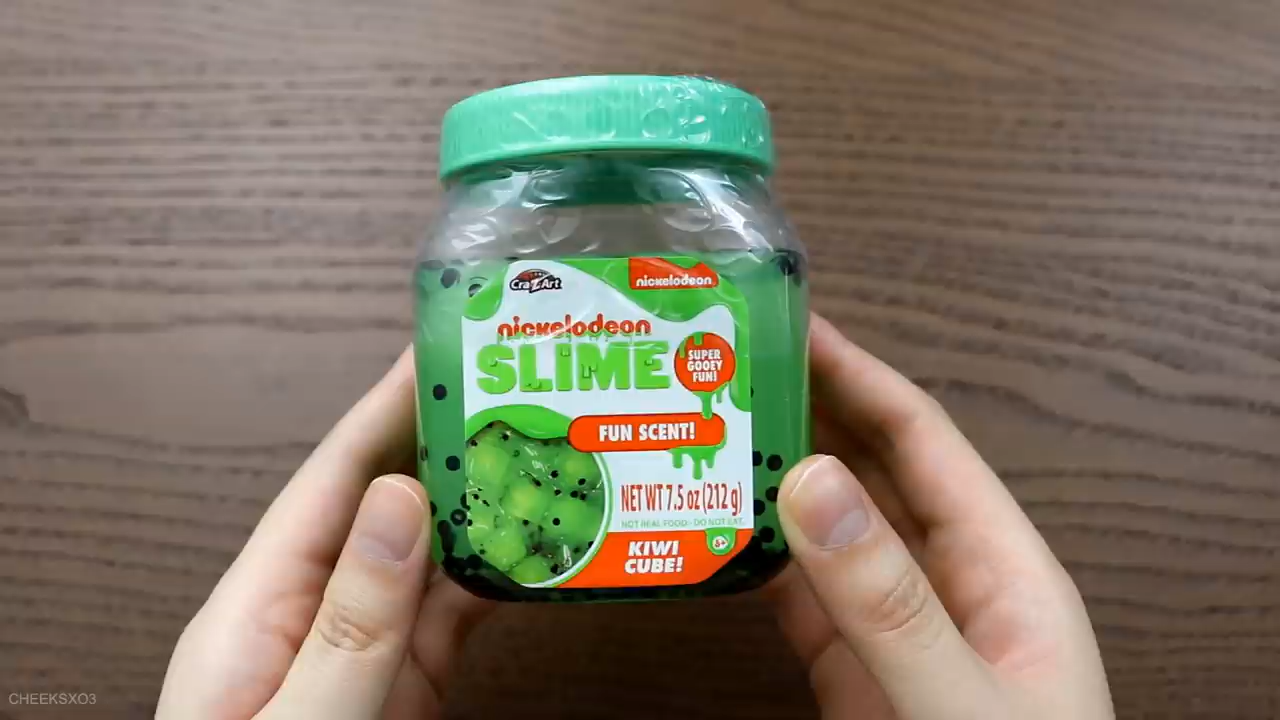 Cra-Z-Art
nickelodeon
nickelodeon
SLIME
SUPER
GOOEY
FUN!
FUN SCENT!
NET WT 7.5 oz (212 g)
NOT REAL FOOD - DO NOT EAT.
KIWI
CUBE!
6+
CHEEKSXO3